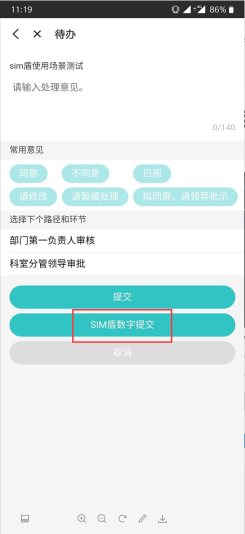 11:19
86%
待办
sim盾使用场景测试
请输入处理意见。
0/140
常用意见
同意 不同意 已阅
请修改 请暂缓处理 拟同意，请领导批示
选择下个路径和环节
部门第一负责人审核
科室分管领导审批
提交
SIM盾数字提交
取消